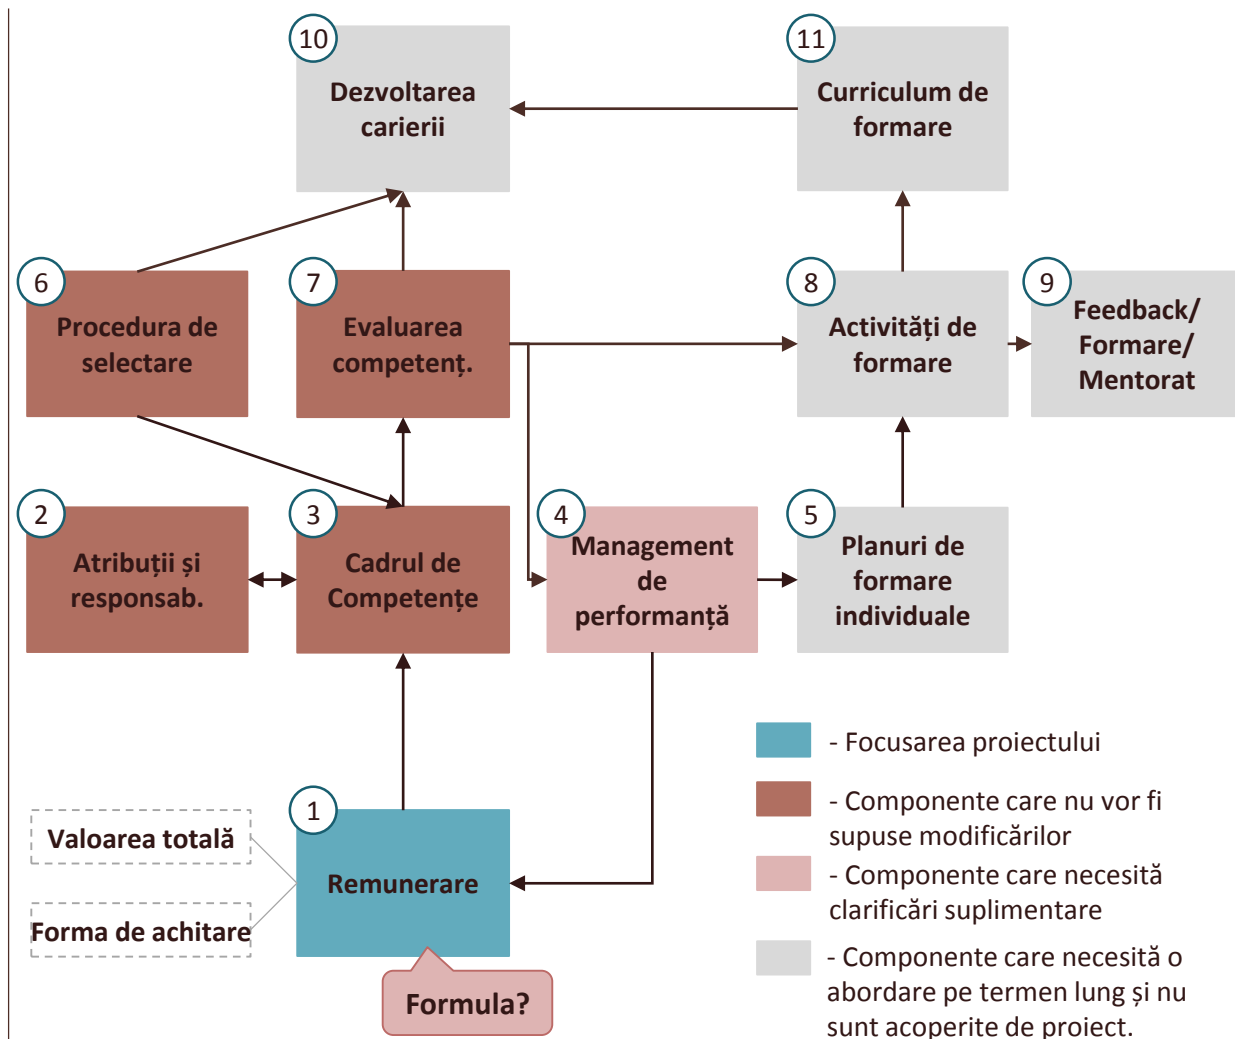 10
Dezvoltarea
carierii
11
Curriculum de
formare
6
Procedura de
selectare
7
Evaluarea
competenț.
8
Activități de
formare
9
Feedback/
Formare/
Mentorat
2
Atribuții și
responsab.
3
Cadrul de
Competențe
4
Management
de
performanță
5
Planuri de
formare
individuale
1
Remunerare
Valoarea totală
Forma de achitare
Formula?
- Focusarea proiectului
- Componente care nu vor fi
supuse modificărilor
- Componente care necesită
clarificări suplimentare
- Componente care necesită o
abordare pe termen lung și nu
sunt acoperite de proiect.